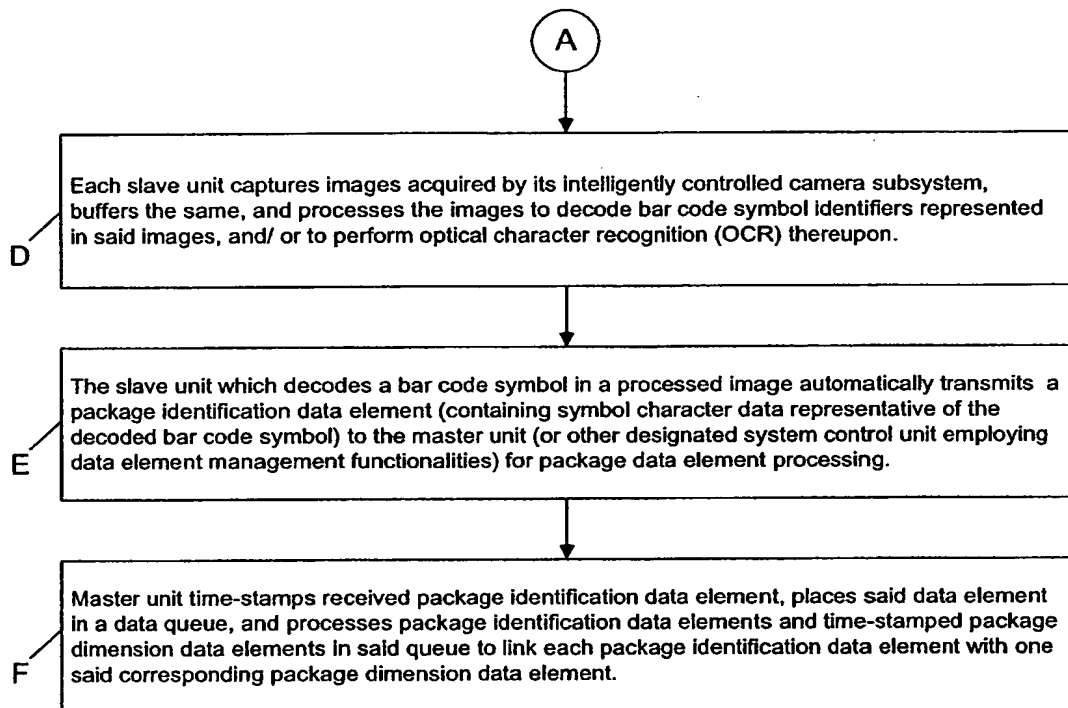 A
Each slave unit captures images acquired by its intelligently controlled camera subsystem,
buffers the same, and processes the images to decode bar code symbol identifiers represented
in said images, and/ or to perform optical character recognition (OCR) thereupon.
D
The slave unit which decodes a bar code symbol in a processed image automatically transmits a
package identification data element (containing symbol character data representative of the
decoded bar code symbol) to the master unit (or other designated system control unit employing
data element management functionalities) for package data element processing.
E
Master unit time-stamps received package identification data element, places said data element
in a data queue, and processes package identification data elements and time-stamped package
dimension data elements in said queue to link each package identification data element with one
said corresponding package dimension data element.
F